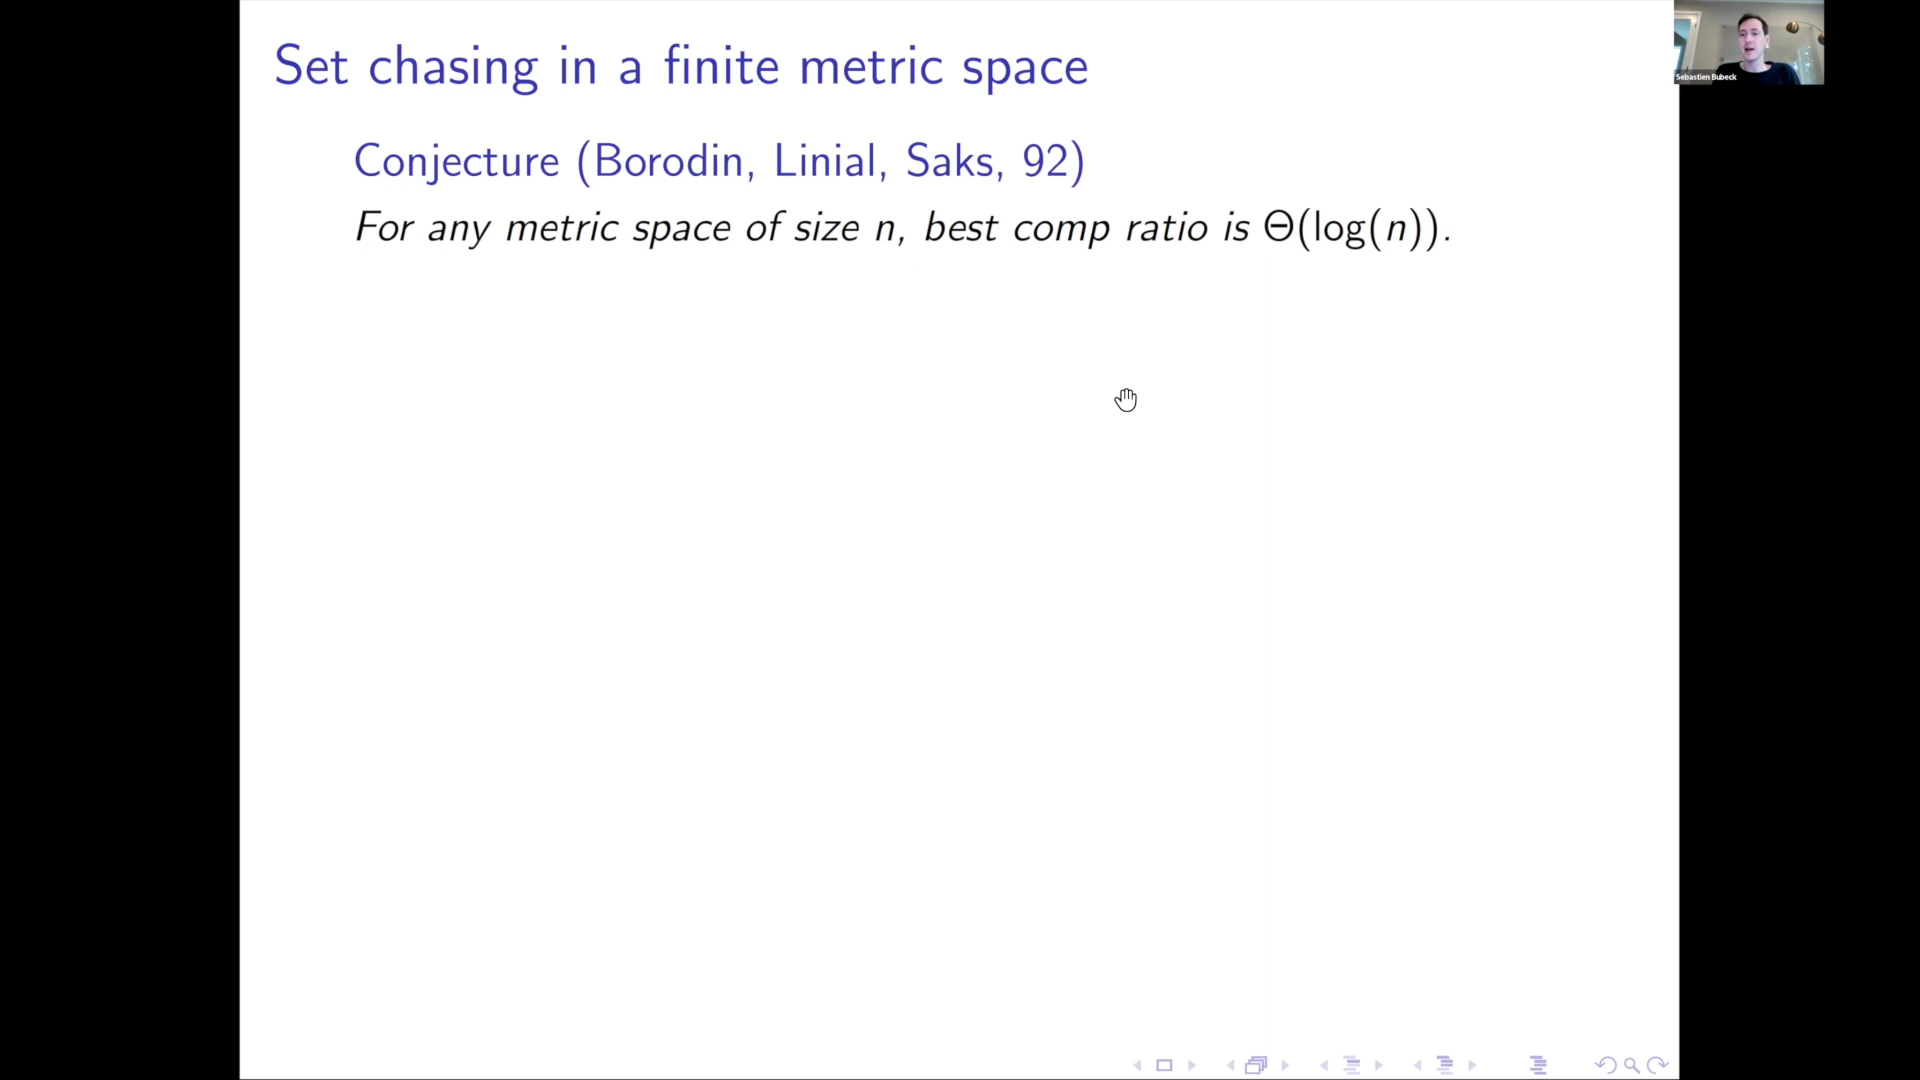 Set chasing in a finite metric space
Sebastien Bubeck
Conjecture (Borodin, Linial, Saks, 92)
For any metric space of size n, best comp ratio is Θ(log(n)).